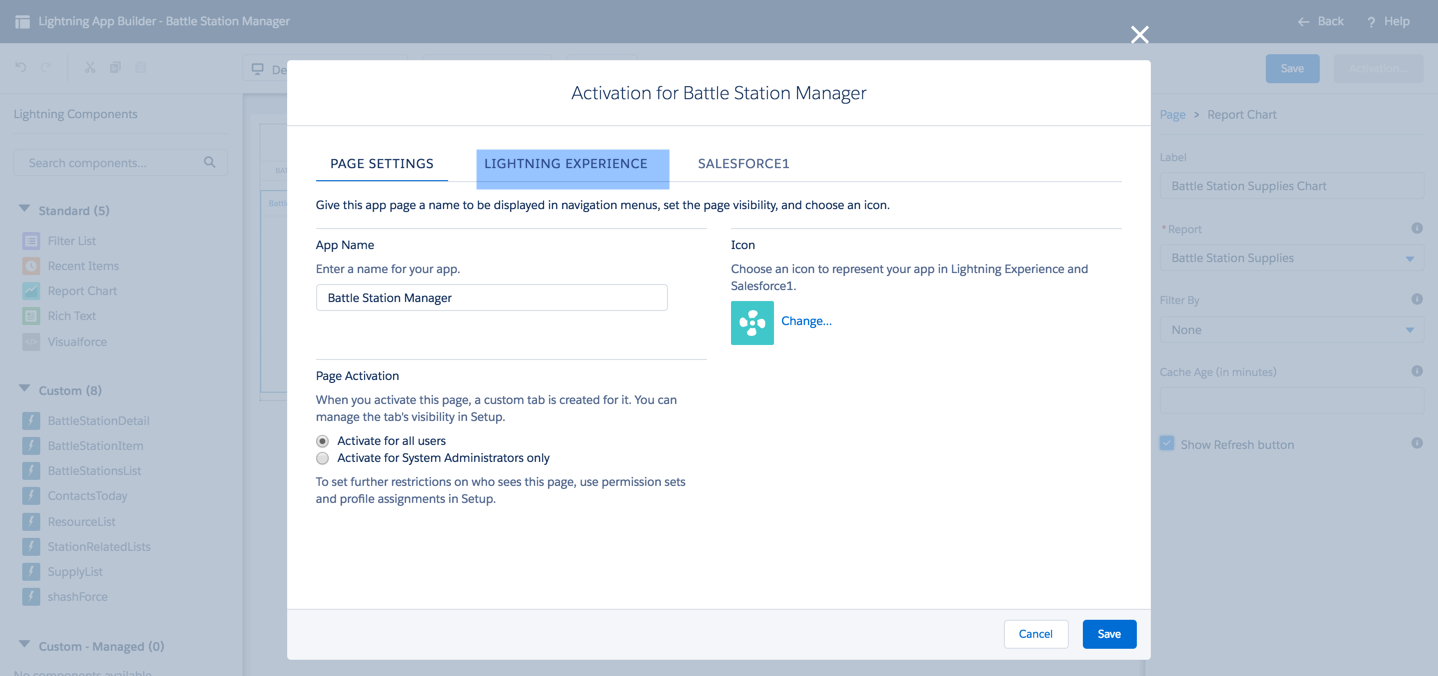 Lightning App Builder - Battle Station Manager
Back
? Help
Save
Activation...
Lightning Components
Search components...
Standard (5)
Filter List
Recent Items
Report Chart
Rich Text
Visualforce
Custom (8)
BattleStationDetail
BattleStationItem
BattleStationsList
ContactsToday
ResourceList
StationRelatedLists
SupplyList
shashForce
Custom - Managed (0)
No components available
Activation for Battle Station Manager
PAGE SETTINGS
LIGHTNING EXPERIENCE
SALESFORCE1
Give this app page a name to be displayed in navigation menus, set the page visibility, and choose an icon.
App Name
Enter a name for your app.
Battle Station Manager
Icon
Choose an icon to represent your app in Lightning Experience and
Salesforce1.
Change...
Page Activation
When you activate this page, a custom tab is created for it. You can
manage the tab's visibility in Setup.
Activate for all users
Activate for System Administrators only
To set further restrictions on who sees this page, use permission sets
and profile assignments in Setup.
Cancel
Save
Page > Report Chart
Label
Battle Station Supplies Chart
* Report
Battle Station Supplies
Filter By
None
Cache Age (in minutes)
Show Refresh button